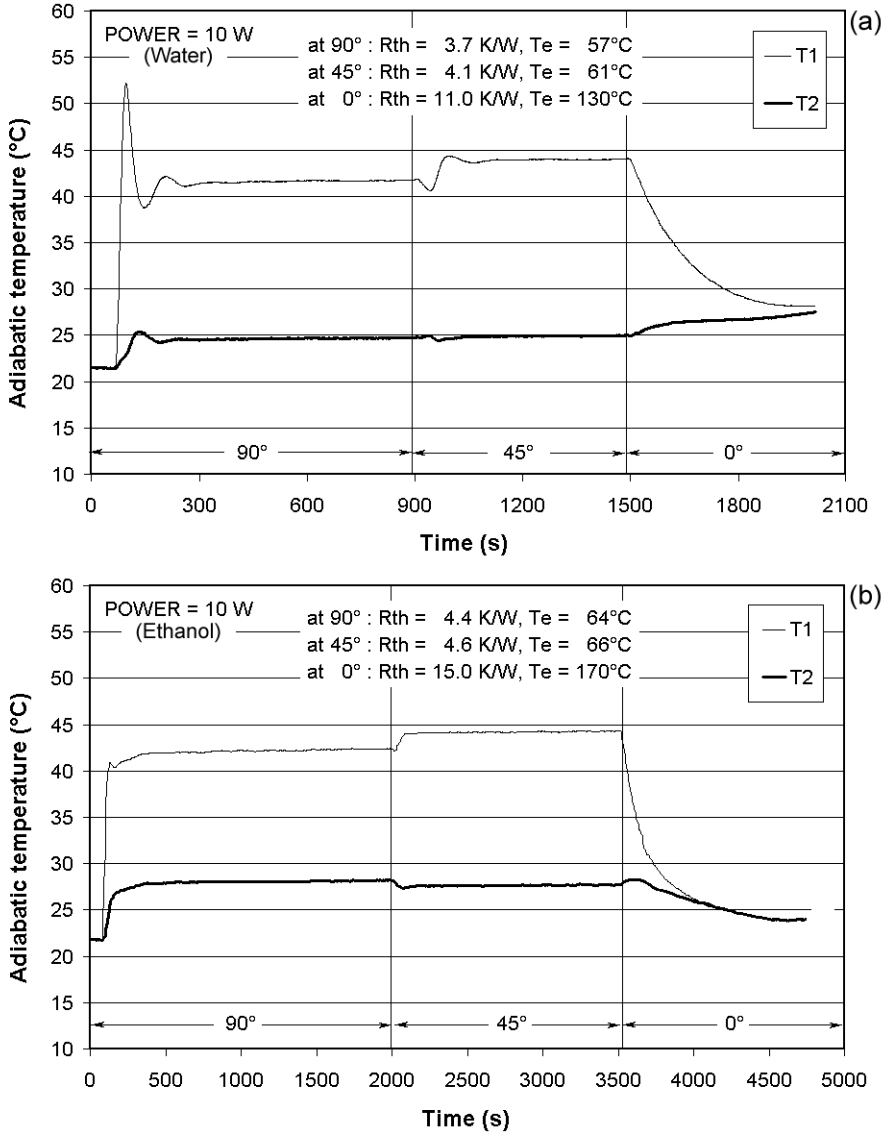 (a)
POWER = 10 W
(Water)
at 90° : Rth = 3.7 K/W, Te = 57°C
at 45° : Rth = 4.1 K/W, Te = 61°C
at 0° : Rth = 11.0 K/W, Te = 130°C
T1
T2
Adiabatic temperature (°C)
60
55
50
45
40
35
30
25
20
15
10
90°
45°
0°
0
300
600
900
1200
1500
1800
2100
Time (s)
(b)
POWER = 10 W
(Ethanol)
at 90° : Rth = 4.4 K/W, Te = 64°C
at 45° : Rth = 4.6 K/W, Te = 66°C
at 0° : Rth = 15.0 K/W, Te = 170°C
T1
T2
Adiabatic temperature (°C)
60
55
50
45
40
35
30
25
20
15
10
90°
45°
0°
0
500
1000
1500
2000
2500
3000
3500
4000
4500
5000
Time (s)